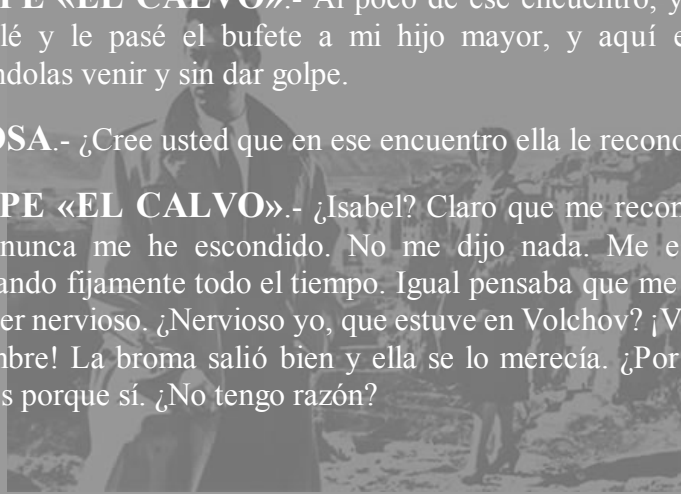 PE «EL CALVO».- Al poco de ese encuentro, y
lé y le pasé el bufete a mi hijo mayor, y aquí e
ndolas venir y sin dar golpe.
OSA.- ¿Cree usted que en ese encuentro ella le recono
PE «EL CALVO».- ¿Isabel? Claro que me recon
nunca me he escondido. No me dijo nada. Me e
ando fijamente todo el tiempo. Igual pensaba que me
er nervioso. ¿Nervioso yo, que estuve en Volchov? ¡V
mbre! La broma salió bien y ella se lo merecía. ¿Por
s porque sí. ¿No tengo razón?